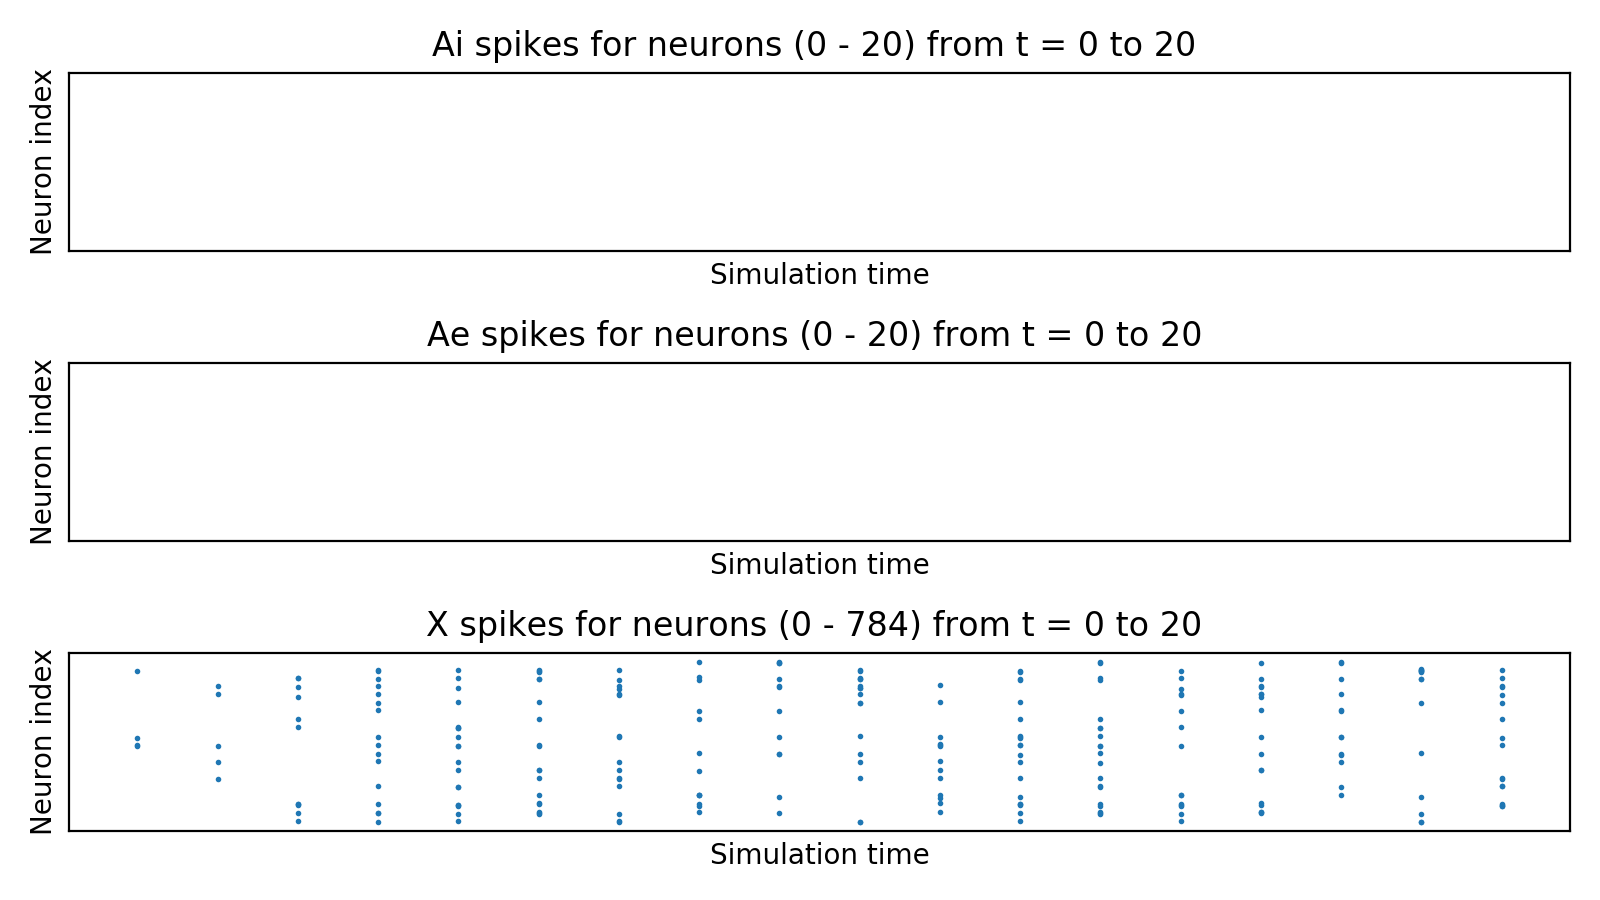 Ai spikes for neurons (0 - 20) from t = 0 to 20
Neuron index
Simulation time
Ae spikes for neurons (0 - 20) from t = 0 to 20
Neuron index
Simulation time
X spikes for neurons (0 - 784) from t = 0 to 20
Neuron index
Simulation time